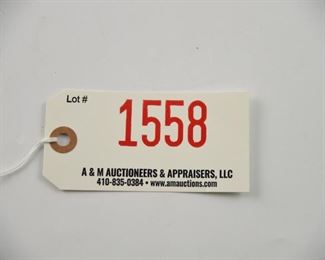 Lot #
1558
A & M AUCTIONEERS & APPRAISERS, LLC
410-835-0384 • www.amauctions.com